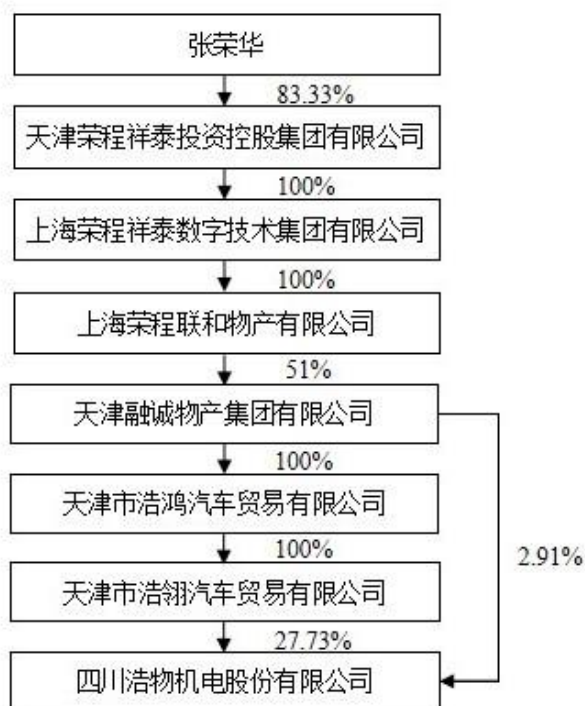 张荣华
83.33%
天津荣程祥泰投资控股集团有限公司
100%
上海荣程祥泰数字技术集团有限公司
100%
上海荣程联和物产有限公司
51%
天津融诚物产集团有限公司
100%
天津市浩鸿汽车贸易有限公司
100%
2.91%
天津市浩翎汽车贸易有限公司
27.73%
四川浩物机电股份有限公司